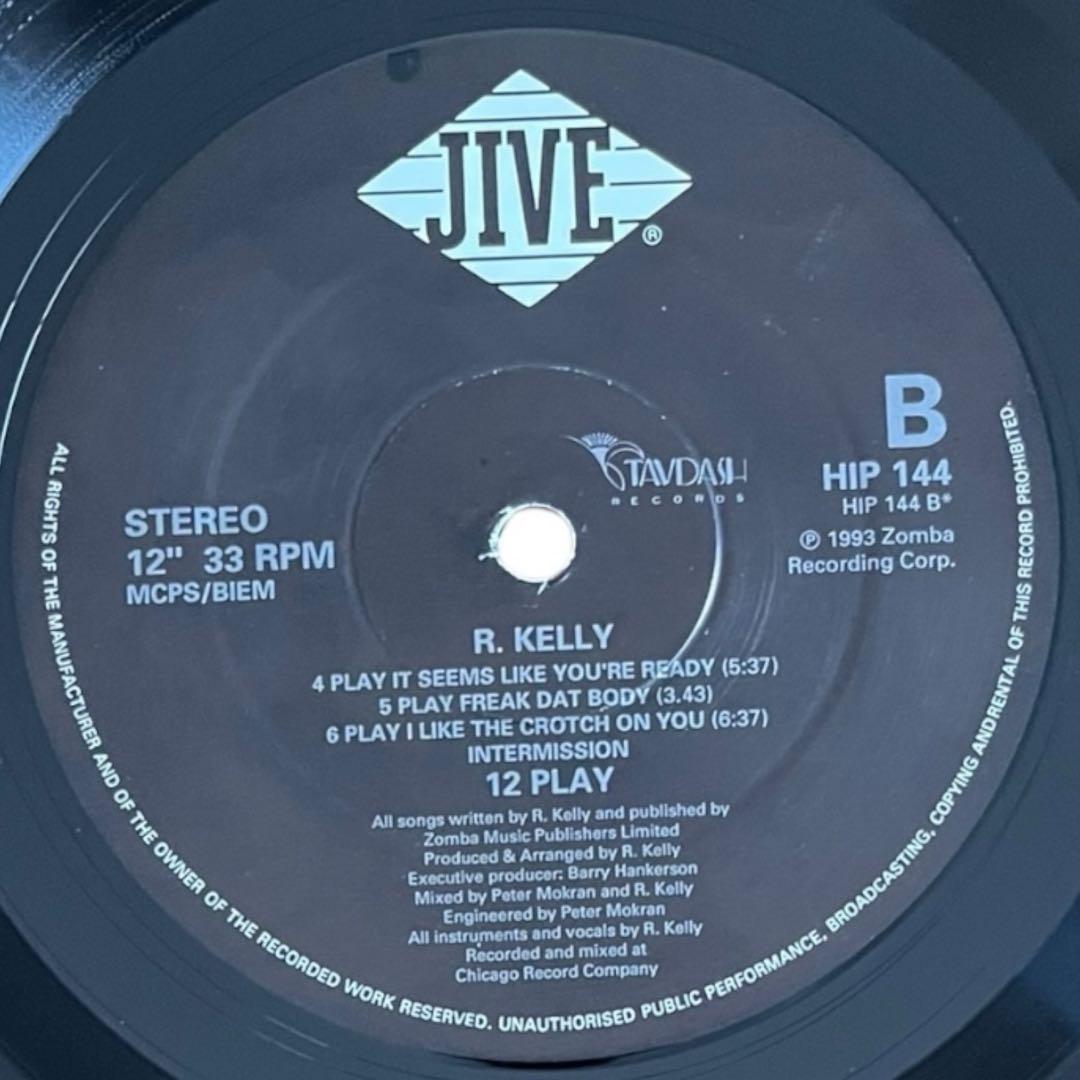 JIVE
®
B
HIP 144
HIP 144 B*
℗ 1993 Zomba
Recording Corp.
TAVDASH
RECORDS
STEREO
12" 33 RPM
MCPS/BIEM
R. KELLY
4 PLAY IT SEEMS LIKE YOU'RE READY (5:37)
5 PLAY FREAK DAT BODY (3.43)
6 PLAY I LIKE THE CROTCH ON YOU (6:37)
INTERMISSION
12 PLAY
All songs written by R. Kelly and published by
Zomba Music Publishers Limited
Produced & Arranged by R. Kelly
Executive producer: Barry Hankerson
Mixed by Peter Mokran and R. Kelly
Engineered by Peter Mokran
All instruments and vocals by R. Kelly
Recorded and mixed at
Chicago Record Company
ALL RIGHTS OF THE MANUFACTURER AND OF THE OWNER OF THE RECORDED WORK RESERVED. UNAUTHORISED PUBLIC PERFORMANCE, BROADCASTING, COPYING ANDRENTAL OF THIS RECORD PROHIBITED.